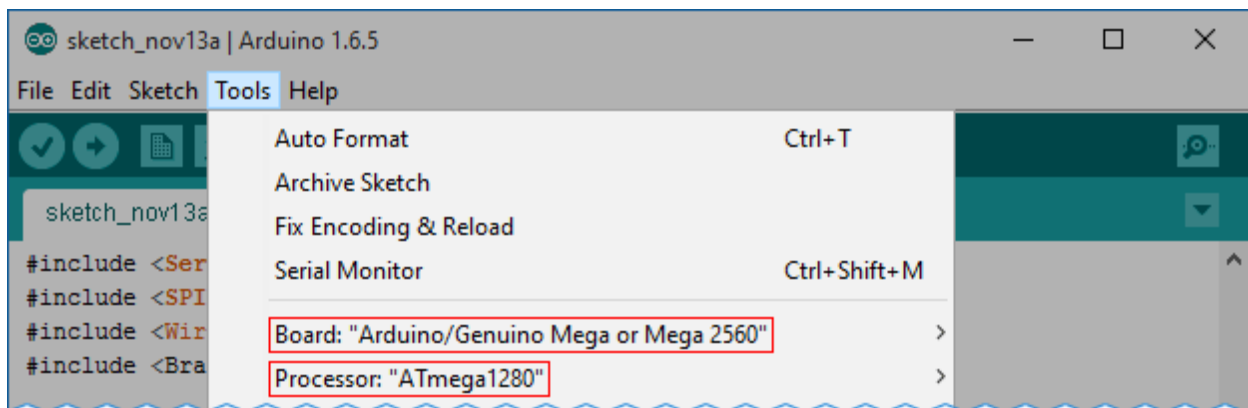 sketch_nov13a | Arduino 1.6.5
File Edit Sketch Tools Help
Auto Format Ctrl+T
Archive Sketch
sketch_nov13a
Fix Encoding & Reload
#include <Ser
Serial Monitor Ctrl+Shift+M
#include <SPI
#include <Wir
Board: "Arduino/Genuino Mega or Mega 2560"
#include <Bra
Processor: "ATmega1280"